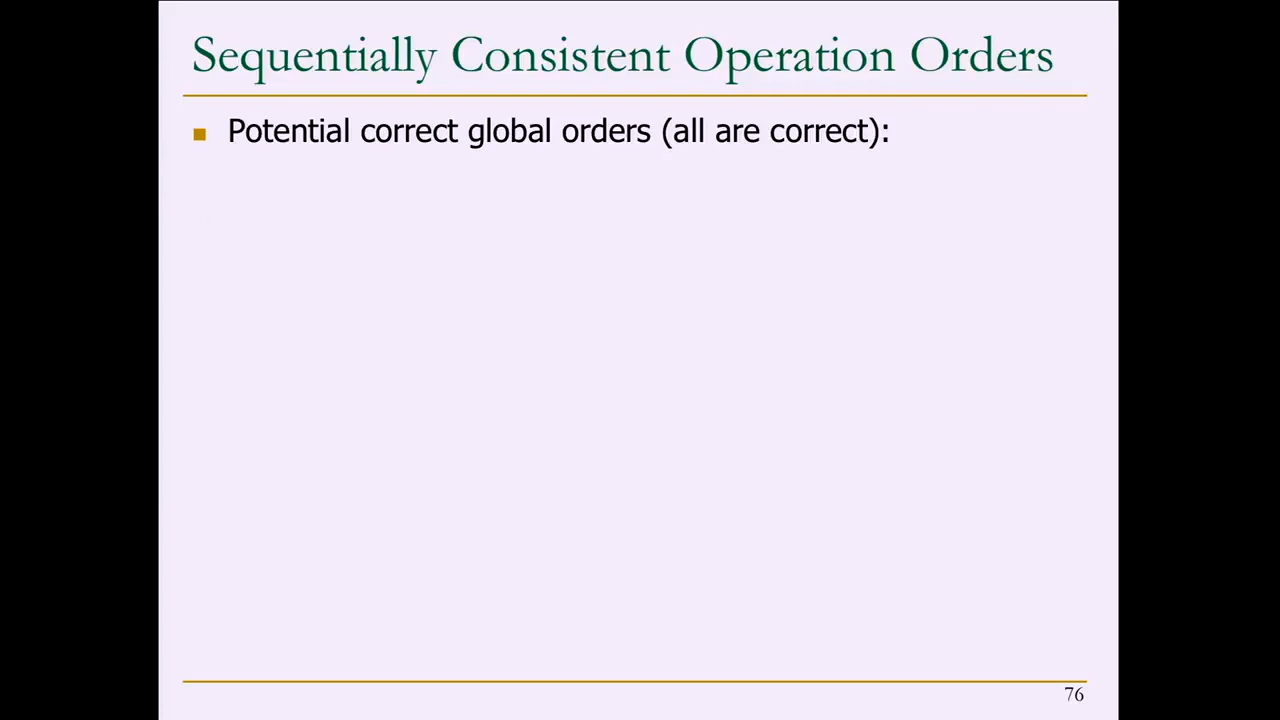 Sequentially Consistent Operation Orders
Potential correct global orders (all are correct):
76